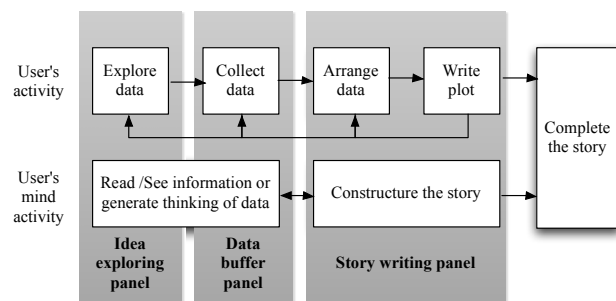 User's
activity
Explore
data
Collect
data
Arrange
data
Write
plot
Complete
the story
User's
mind
activity
Read /See information or
generate thinking of data
Constructure the story
Idea
exploring
panel
Data
buffer
panel
Story writing panel